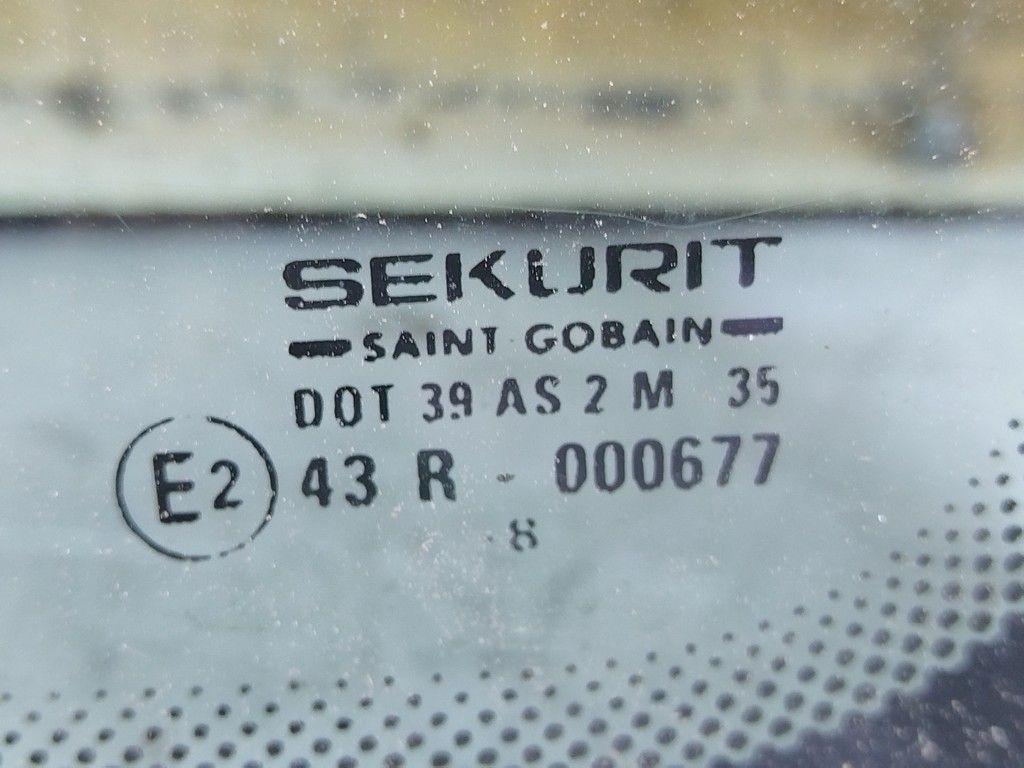 SEKURIT
SAINT GOBAIN
DOT 39 AS 2 M 35
E2 43 R - 000677
. 8